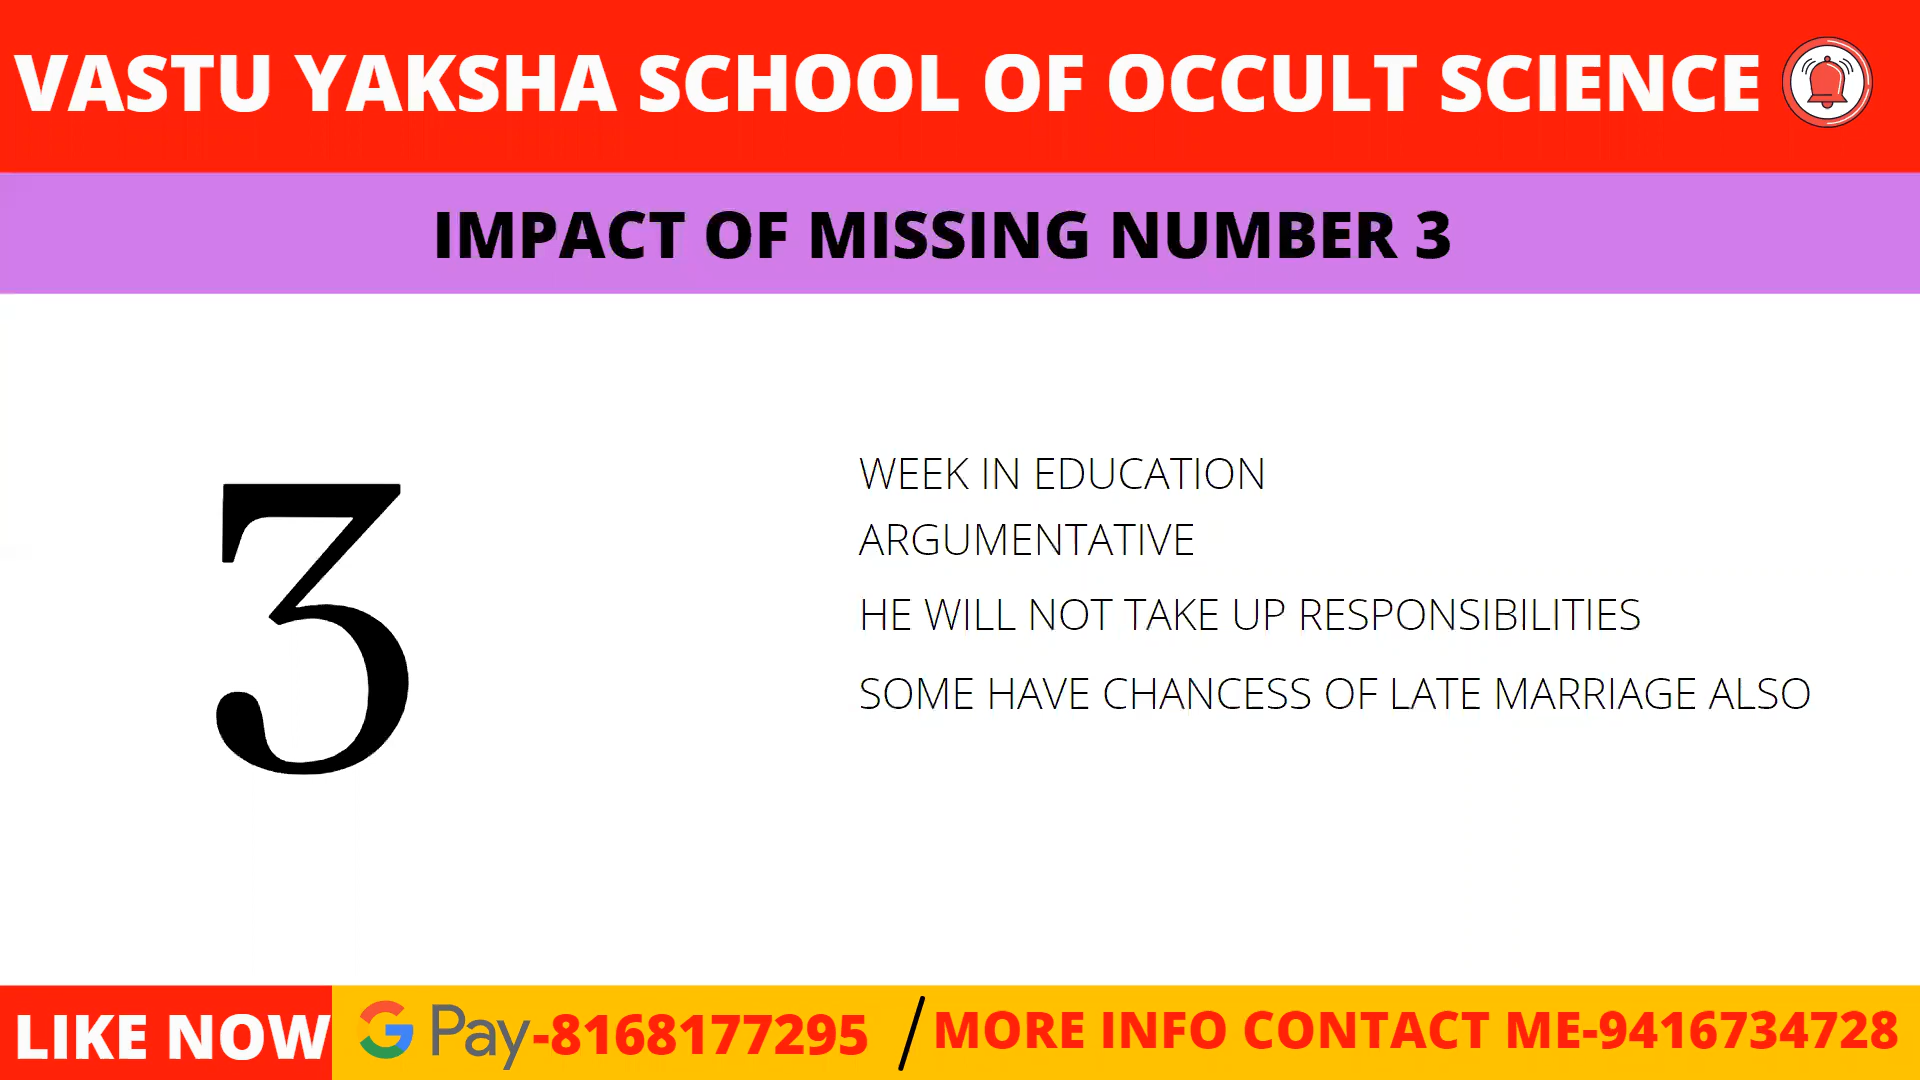 VASTU YAKSHA SCHOOL OF OCCULT SCIENCE
IMPACT OF MISSING NUMBER 3
3
WEEK IN EDUCATION
ARGUMENTATIVE
HE WILL NOT TAKE UP RESPONSIBILITIES
SOME HAVE CHANCESS OF LATE MARRIAGE ALSO
LIKE NOW G Pay-8168177295 / MORE INFO CONTACT ME-9416734728